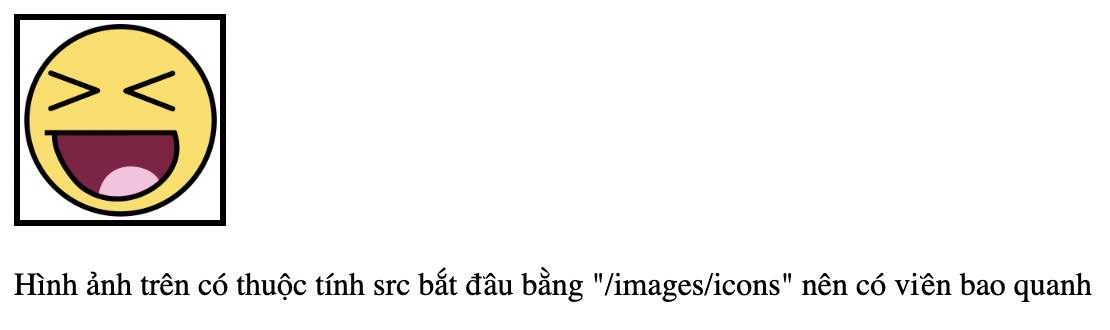 Hình ảnh trên có thuộc tính src bắt đầu bằng "/images/icons" nên có viền bao quanh